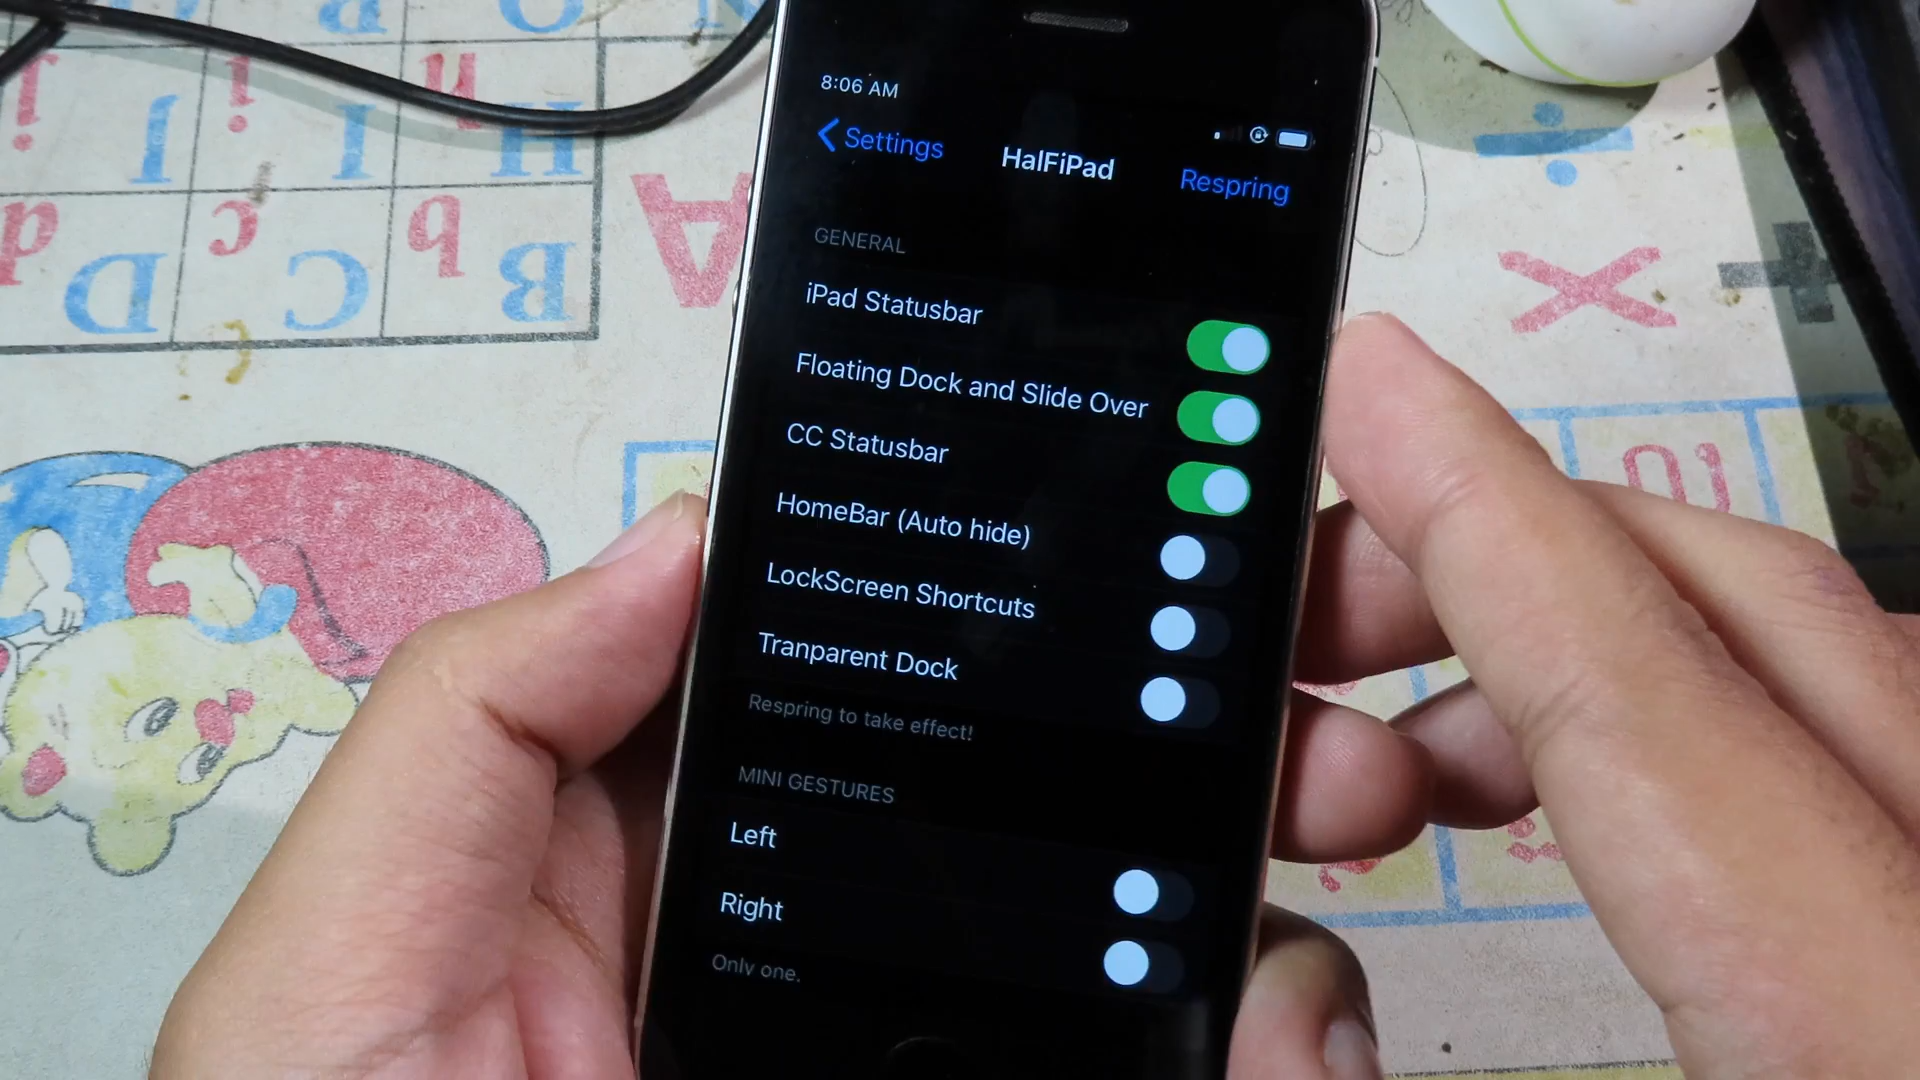 8:06 AM
Settings
HalFiPad
Respring
GENERAL
iPad Statusbar
Floating Dock and Slide Over
CC Statusbar
HomeBar (Auto hide)
LockScreen Shortcuts
Tranparent Dock
Respring to take effect!
MINI GESTURES
Left
Right
Only one.
j J i I h H
d D c C b B
A
÷
× +
10